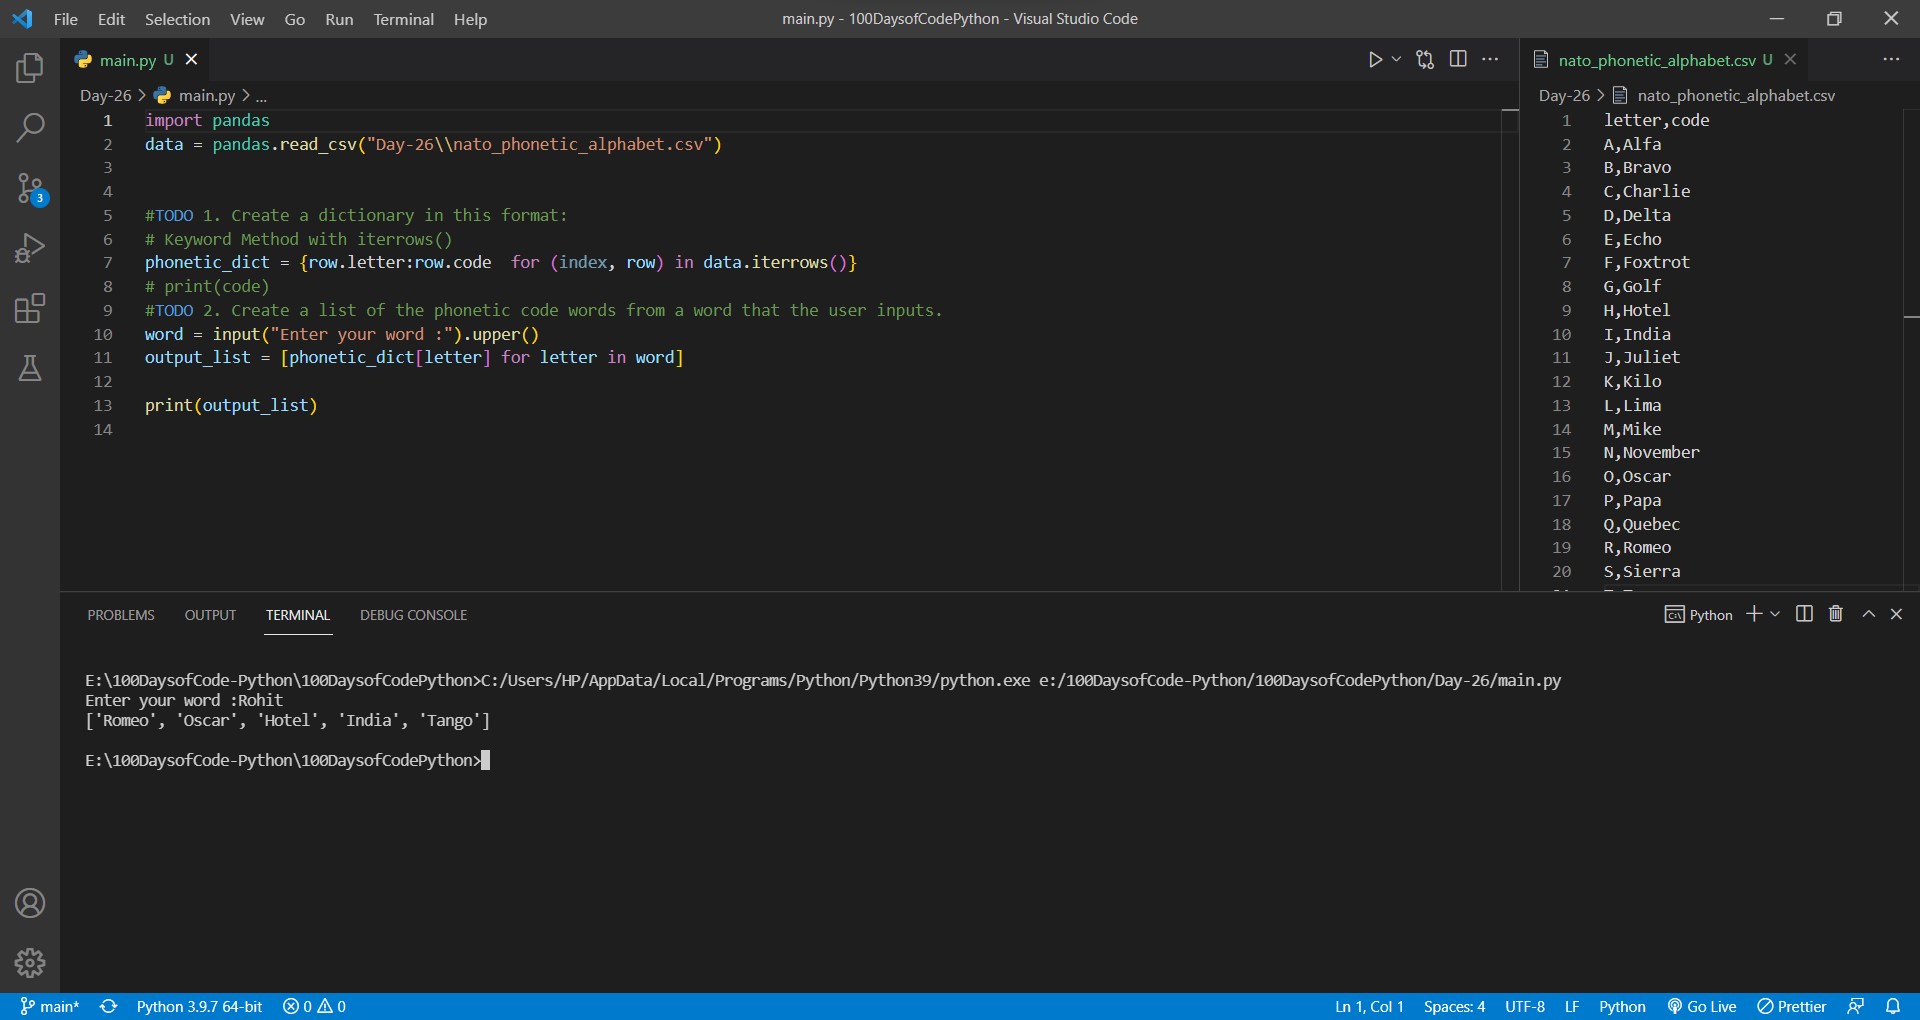 File Edit Selection View Go Run Terminal Help
main.py - 100DaysofCodePython - Visual Studio Code
main.py U
Day-26 > main.py > ...
1 import pandas
2 data = pandas.read_csv("Day-26\\nato_phonetic_alphabet.csv")
3
4
5 #TODO 1. Create a dictionary in this format:
6 # Keyword Method with iterrows()
7 phonetic_dict = {row.letter:row.code  for (index, row) in data.iterrows()}
8 # print(code)
9 #TODO 2. Create a list of the phonetic code words from a word that the user inputs.
10 word = input("Enter your word :").upper()
11 output_list = [phonetic_dict[letter] for letter in word]
12
13 print(output_list)
14
nato_phonetic_alphabet.csv U
Day-26 > nato_phonetic_alphabet.csv
1 letter,code
2 A,Alfa
3 B,Bravo
4 C,Charlie
5 D,Delta
6 E,Echo
7 F,Foxtrot
8 G,Golf
9 H,Hotel
10 I,India
11 J,Juliet
12 K,Kilo
13 L,Lima
14 M,Mike
15 N,November
16 O,Oscar
17 P,Papa
18 Q,Quebec
19 R,Romeo
20 S,Sierra
3
PROBLEMS OUTPUT TERMINAL DEBUG CONSOLE
Python
E:\100DaysofCode-Python\100DaysofCodePython>C:/Users/HP/AppData/Local/Programs/Python/Python39/python.exe e:/100DaysofCode-Python/100DaysofCodePython/Day-26/main.py
Enter your word :Rohit
['Romeo', 'Oscar', 'Hotel', 'India', 'Tango']
E:\100DaysofCode-Python\100DaysofCodePython>
main* Python 3.9.7 64-bit 0 0 Ln 1, Col 1 Spaces: 4 UTF-8 LF Python Go Live Prettier